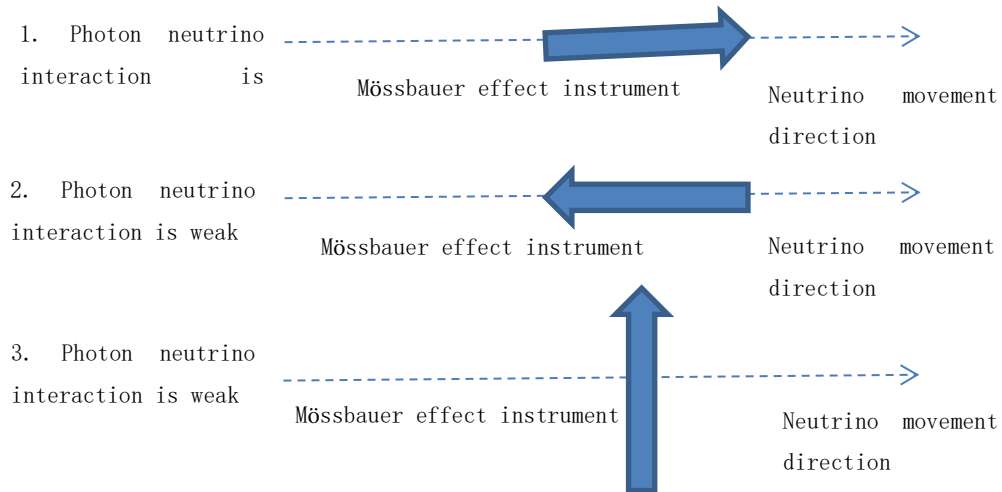 1. Photon neutrino
interaction is
Mössbauer effect instrument
Neutrino movement
direction
2. Photon neutrino
interaction is weak
Mössbauer effect instrument
Neutrino movement
direction
3. Photon neutrino
interaction is weak
Mössbauer effect instrument
Neutrino movement
direction